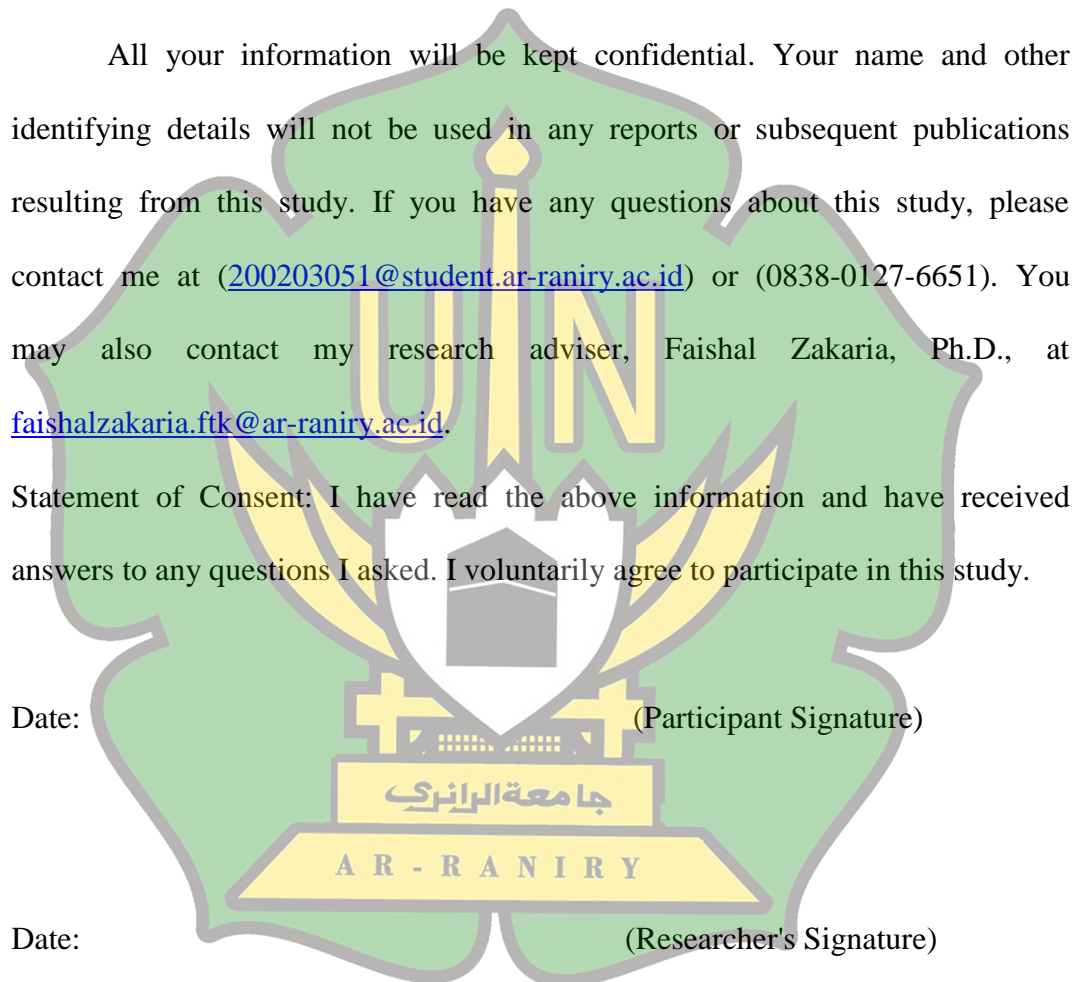 All your information will be kept confidential. Your name and other
identifying details will not be used in any reports or subsequent publications
resulting from this study. If you have any questions about this study, please
contact me at (200203051@student.ar-raniry.ac.id) or (0838-0127-6651). You
may also contact my research adviser, Faishal Zakaria, Ph.D., at
faishalzakaria.ftk@ar-raniry.ac.id.
UIN
Statement of Consent: I have read the above information and have received
answers to any questions I asked. I voluntarily agree to participate in this study.
Date: (Participant Signature)
جامعة الرانري
AR-RANIRY
Date: (Researcher's Signature)